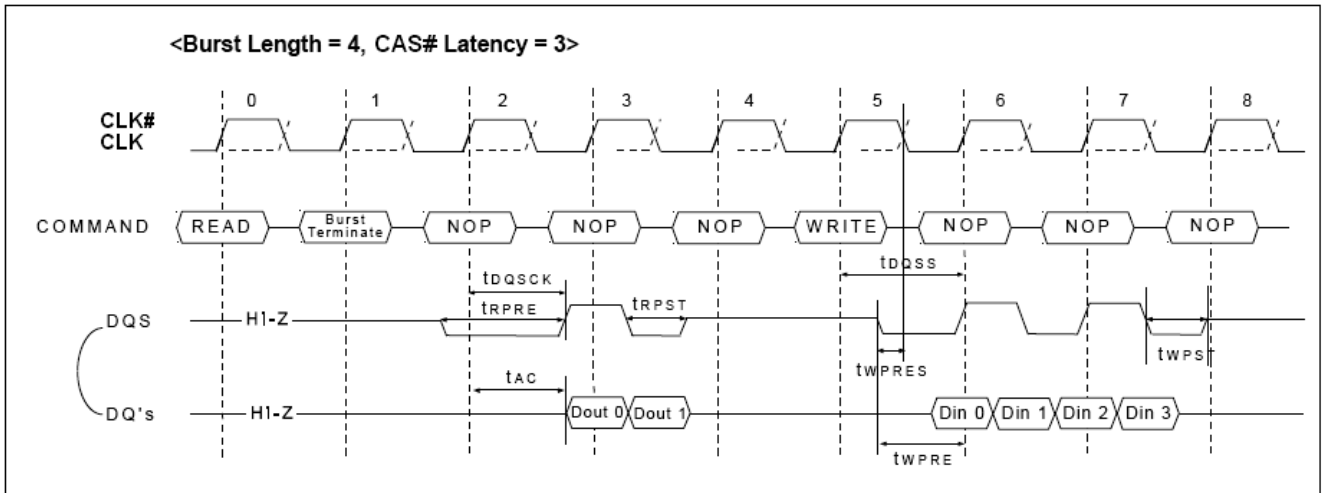 <Burst Length = 4, CAS# Latency = 3>
0 1 2 3 4 5 6 7 8
CLK#
CLK
COMMAND READ Burst Terminate NOP NOP NOP WRITE NOP NOP NOP
tDQSCK tDQSS
tRPRE tRPST
DQS H1-Z
tWPRES tWPST
tAC
DQ's H1-Z Dout 0 Dout 1 Din 0 Din 1 Din 2 Din 3
tWPRE